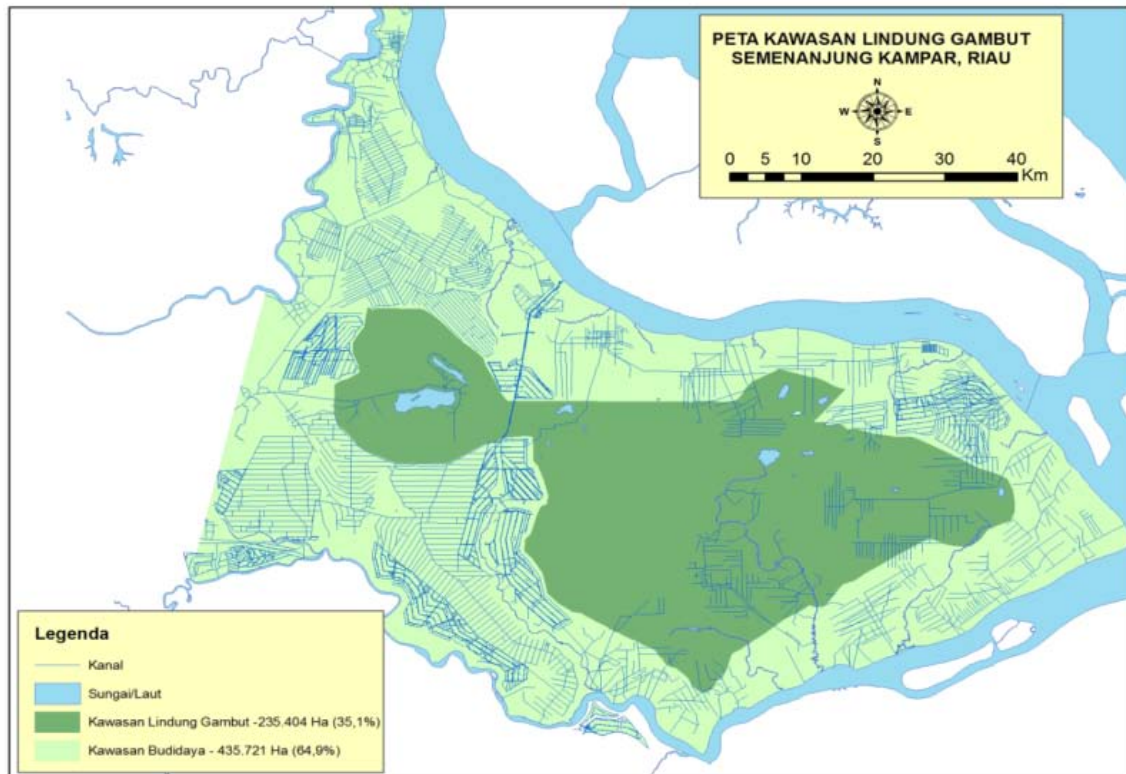 PETA KAWASAN LINDUNG GAMBUT
SEMENANJUNG KAMPAR, RIAU
N
W E
S
0 5 10 20 30 40
Km
Legenda
Kanal
Sungai/Laut
Kawasan Lindung Gambut -235.404 Ha (35,1%)
Kawasan Budidaya - 435.721 Ha (64,9%)